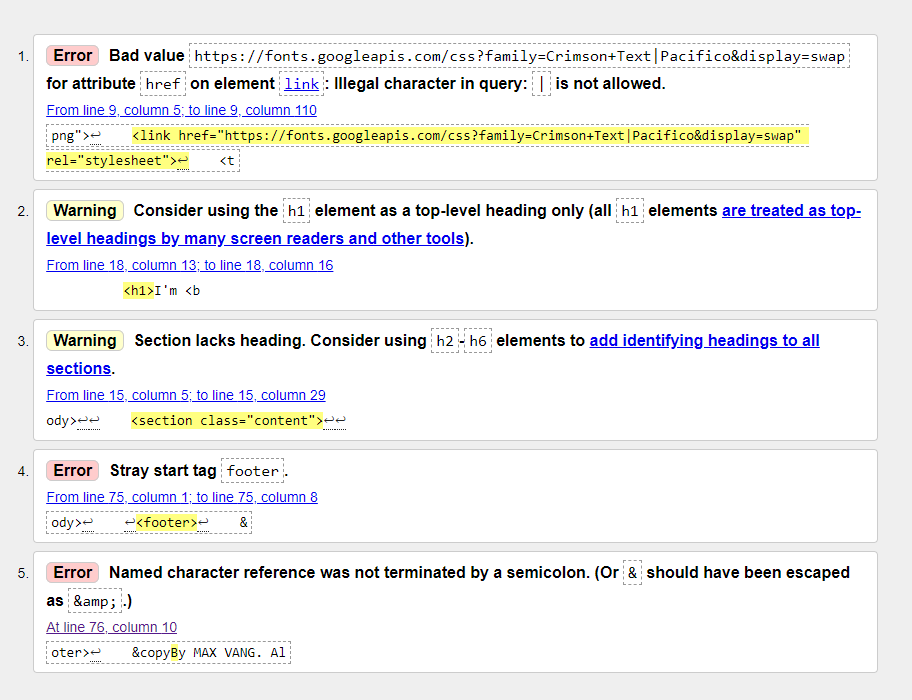 1. Error Bad value https://fonts.googleapis.com/css?family=Crimson+Text|Pacifico&display=swap
for attribute href on element link: Illegal character in query: | is not allowed.
From line 9, column 5; to line 9, column 110
png">↩    <link href="https://fonts.googleapis.com/css?family=Crimson+Text|Pacifico&display=swap"
rel="stylesheet">↩    <t
2. Warning Consider using the h1 element as a top-level heading only (all h1 elements are treated as top-
level headings by many screen readers and other tools).
From line 18, column 13; to line 18, column 16
<h1>I'm <b
3. Warning Section lacks heading. Consider using h2-h6 elements to add identifying headings to all
sections.
From line 15, column 5; to line 15, column 29
ody>↩↩    <section class="content">↩↩
4. Error Stray start tag footer.
From line 75, column 1; to line 75, column 8
ody>↩    ↩<footer>↩    &
5. Error Named character reference was not terminated by a semicolon. (Or & should have been escaped
as &amp;.)
At line 76, column 10
oter>↩    &copyBy MAX VANG. Al